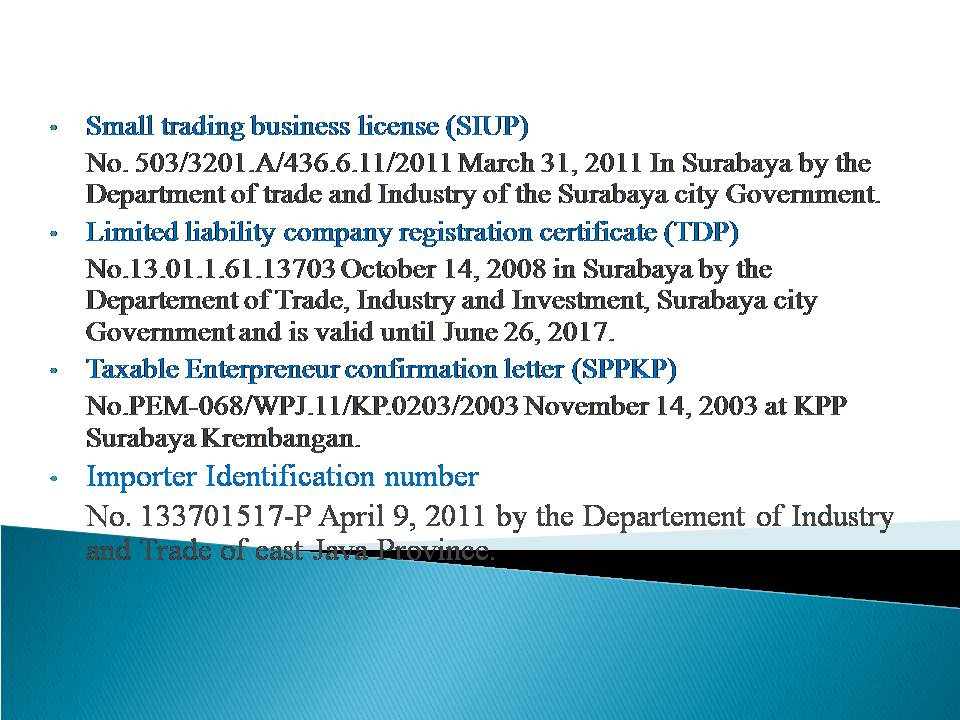 • Small trading business license (SIUP)
No. 503/3201.A/436.6.11/2011 March 31, 2011 In Surabaya by the
Department of trade and Industry of the Surabaya city Government.
• Limited liability company registration certificate (TDP)
No.13.01.1.61.13703 October 14, 2008 in Surabaya by the
Departement of Trade, Industry and Investment, Surabaya city
Government and is valid until June 26, 2017.
• Taxable Enterpreneur confirmation letter (SPPKP)
No.PEM-068/WPJ.11/KP.0203/2003 November 14, 2003 at KPP
Surabaya Krembangan.
• Importer Identification number
No. 133701517-P April 9, 2011 by the Departement of Industry
and Trade of east Java Province.